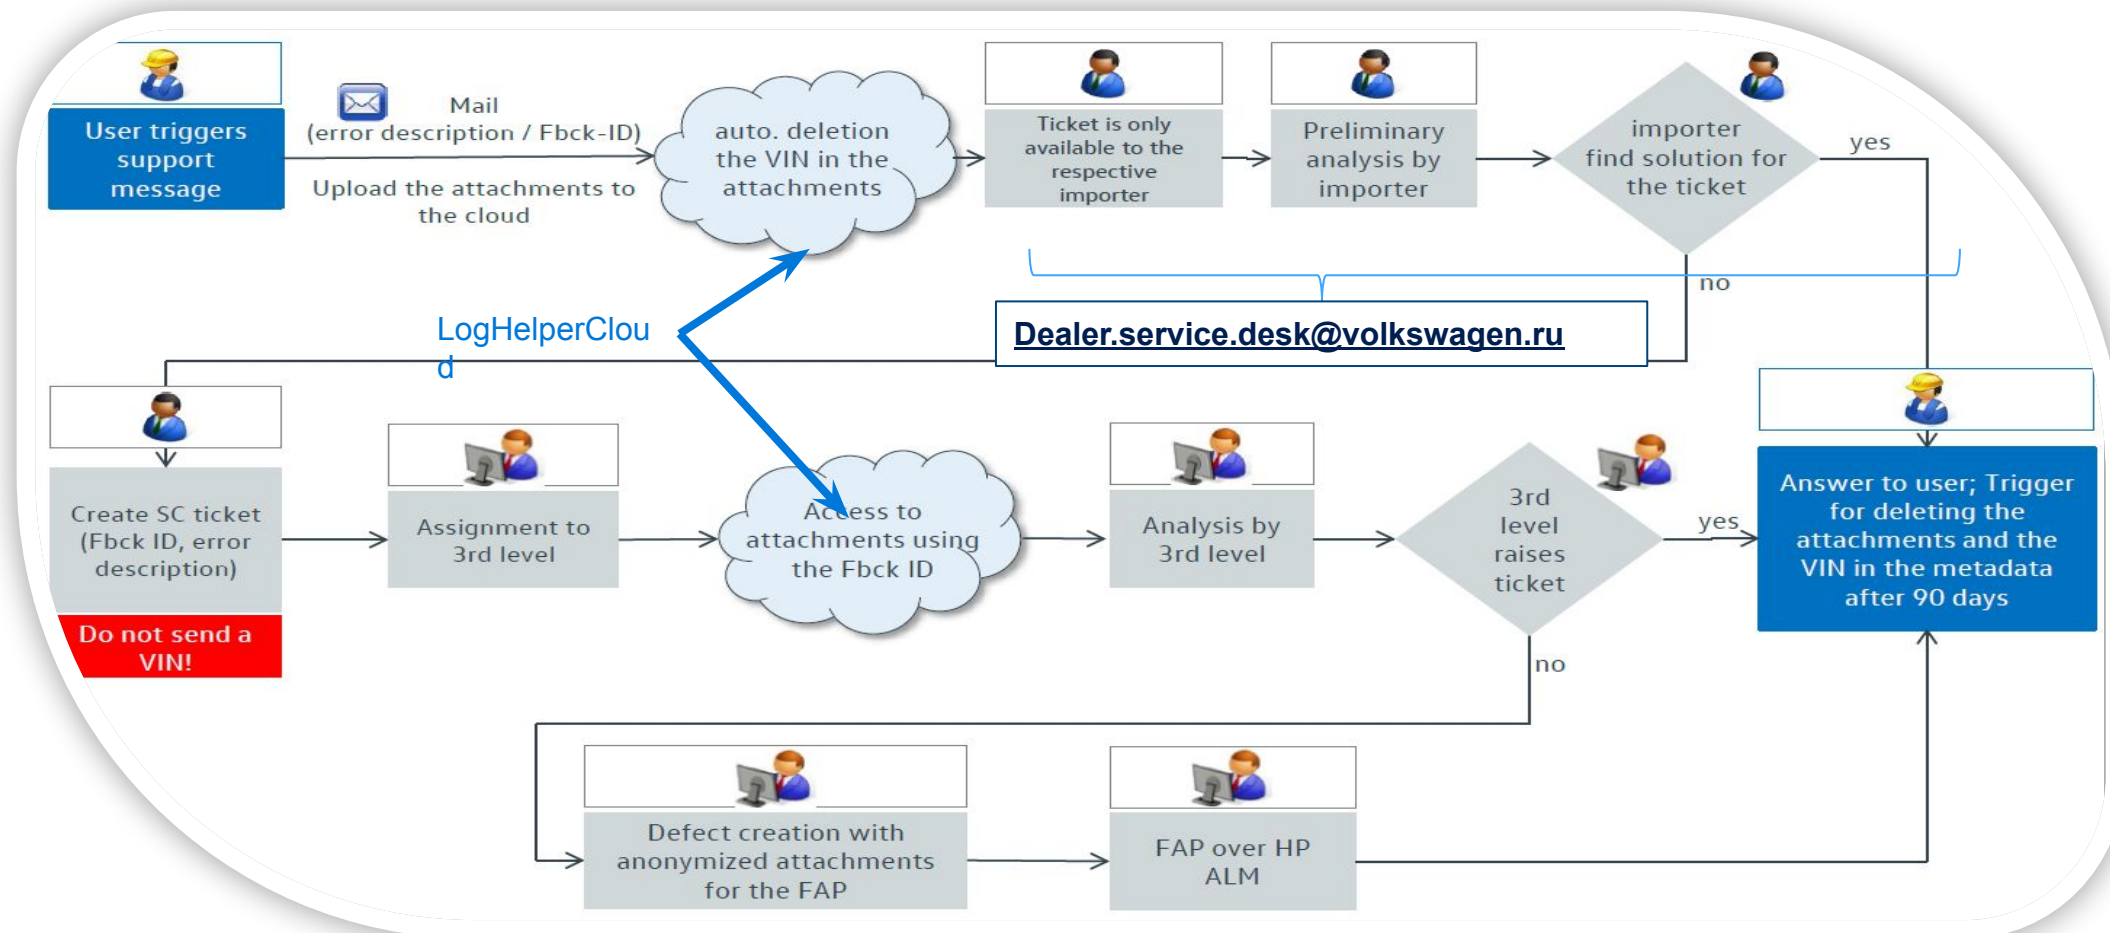 User triggers
support
message
Mail
(error description / Fbck-ID)
Upload the attachments to
the cloud
auto. deletion
the VIN in the
attachments
Ticket is only
available to the
respective
importer
Preliminary
analysis by
importer
importer
find solution for
the ticket
yes
no
LogHelperClou
d
Dealer.service.desk@volkswagen.ru
Create SC ticket
(Fbck ID, error
description)
Do not send a
VIN!
Assignment to
3rd level
Access to
attachments using
the Fbck ID
Analysis by
3rd level
3rd
level
raises
ticket
yes
no
Answer to user; Trigger
for deleting the
attachments and the
VIN in the metadada
after 90 days
Defect creation with
anonymized attachments
for the FAP
FAP over HP
ALM